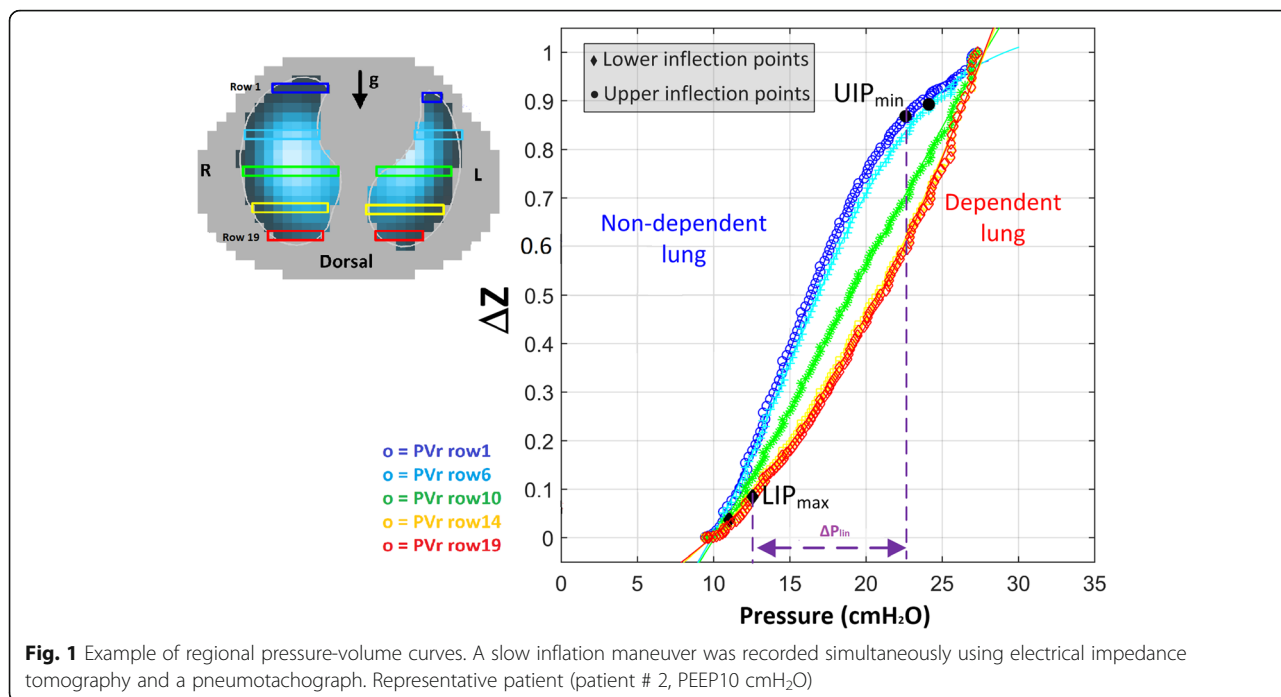 Row 1
g
R
L
Row 19
Dorsal
o = PVr row1
o = PVr row6
o = PVr row10
o = PVr row14
o = PVr row19
Lower inflection points
Upper inflection points
UIPmin
Non-dependent
lung
Dependent
lung
LIPmax
ΔPlin
ΔZ
1
0.9
0.8
0.7
0.6
0.5
0.4
0.3
0.2
0.1
0
0 5 10 15 20 25 30 35
Pressure (cmH₂O)
Fig. 1 Example of regional pressure-volume curves. A slow inflation maneuver was recorded simultaneously using electrical impedance
tomography and a pneumotachograph. Representative patient (patient # 2, PEEP10 cmH₂O)